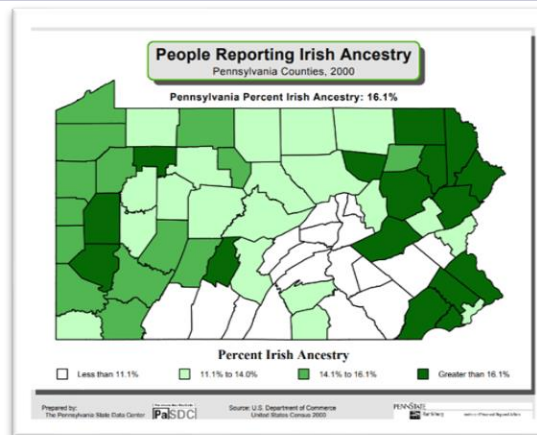 People Reporting Irish Ancestry
Pennsylvania Counties, 2000
Pennsylvania Percent Irish Ancestry: 16.1%
Percent Irish Ancestry
Less than 11.1%
11.1% to 14.0%
14.1% to 16.1%
Greater than 16.1%
Prepared by:
The Pennsylvania State Data Center
PaSDC
Source: U.S. Department of Commerce
United States Census 2000
PENNSTATE
Harrisburg